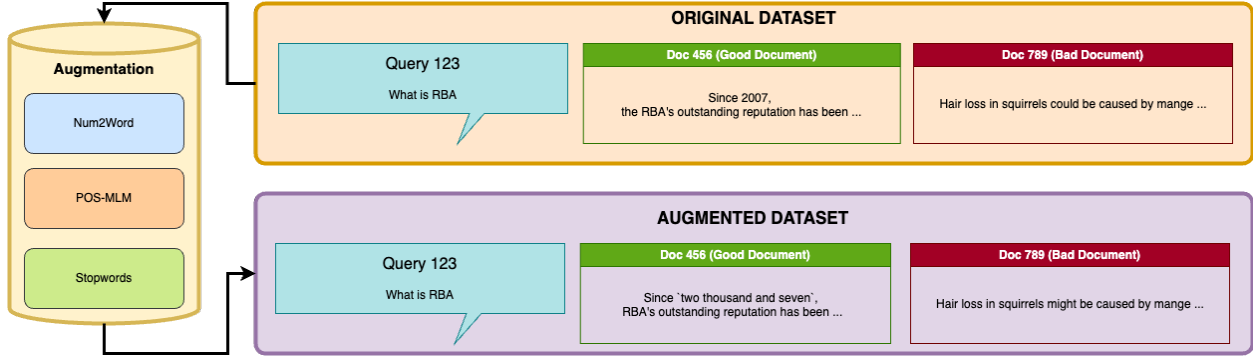 Augmentation
Num2Word
POS-MLM
Stopwords
ORIGINAL DATASET
Query 123
What is RBA
Doc 456 (Good Document)
Since 2007,
the RBA's outstanding reputation has been ...
Doc 789 (Bad Document)
Hair loss in squirrels could be caused by mange ...
AUGMENTED DATASET
Query 123
What is RBA
Doc 456 (Good Document)
Since `two thousand and seven`,
RBA's outstanding reputation has been ...
Doc 789 (Bad Document)
Hair loss in squirrels might be caused by mange ...